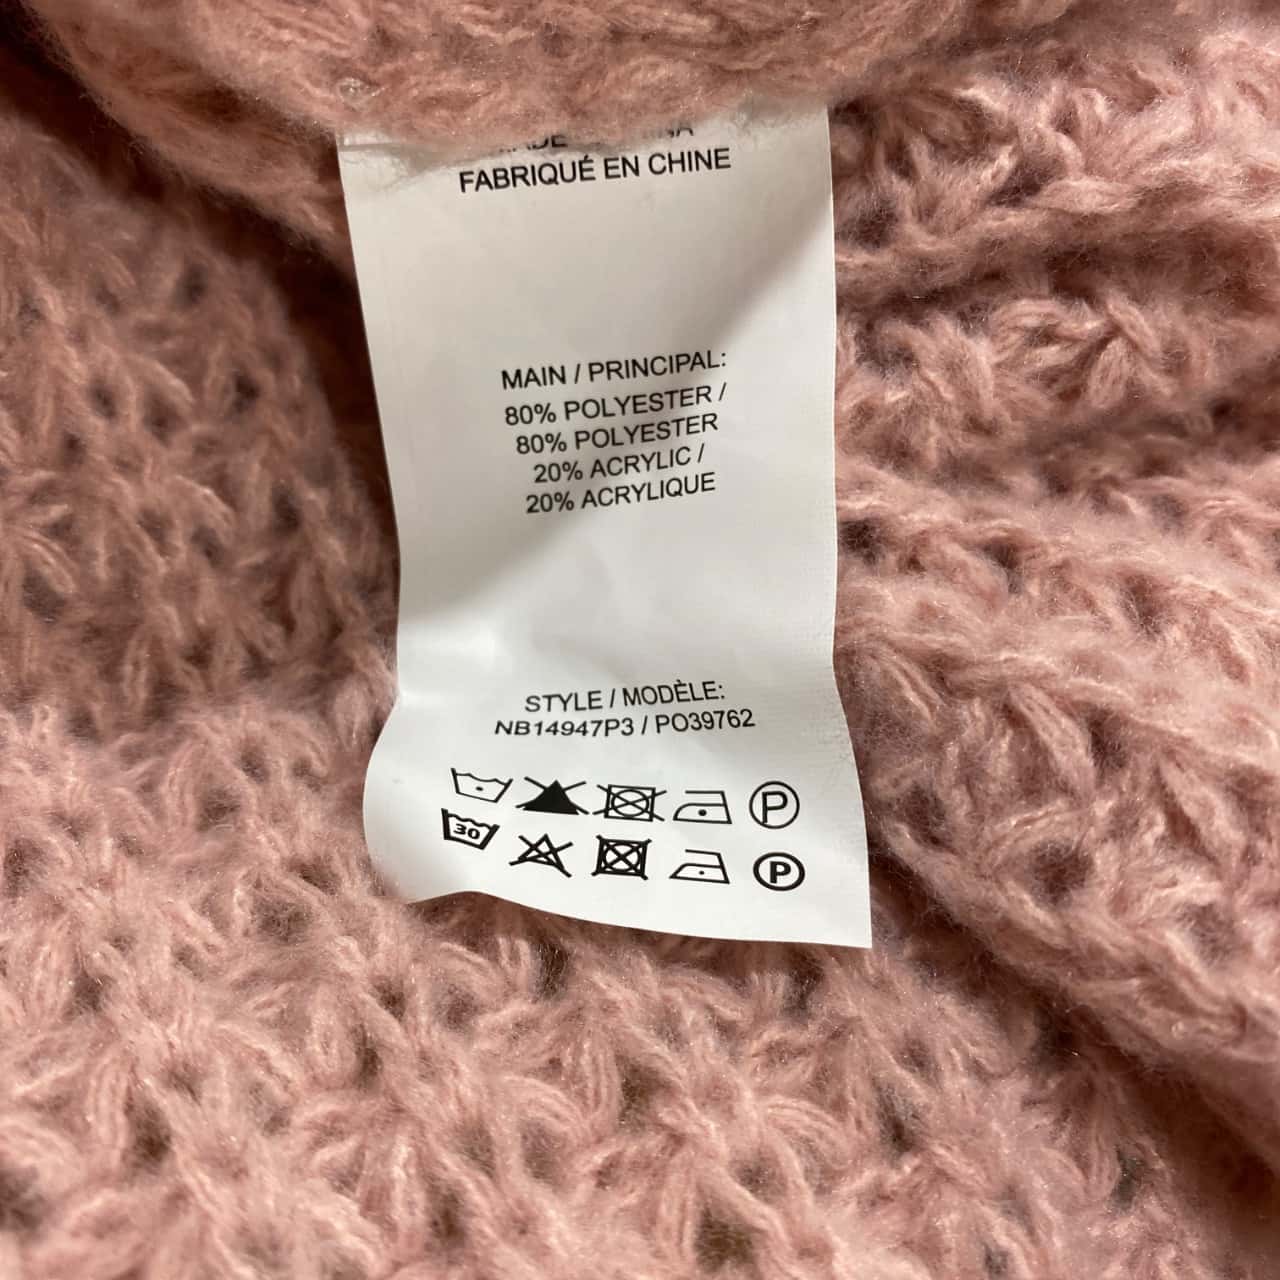 FABRIQUÉ EN CHINE
MAIN / PRINCIPAL:
80% POLYESTER /
80% POLYESTER
20% ACRYLIC /
20% ACRYLIQUE
STYLE / MODÈLE:
NB14947P3 / PO39762
P
30 P